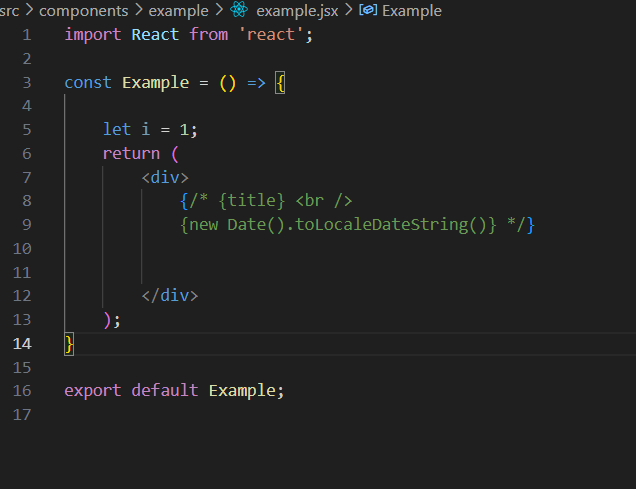 src > components > example > example.jsx > Example
1 import React from 'react';
2
3 const Example = () => {
4
5 let i = 1;
6 return (
7 <div>
8 {/* {title} <br />
9 {new Date().toLocaleDateString()} */}
10
11
12 </div>
13 );
14 }
15
16 export default Example;
17